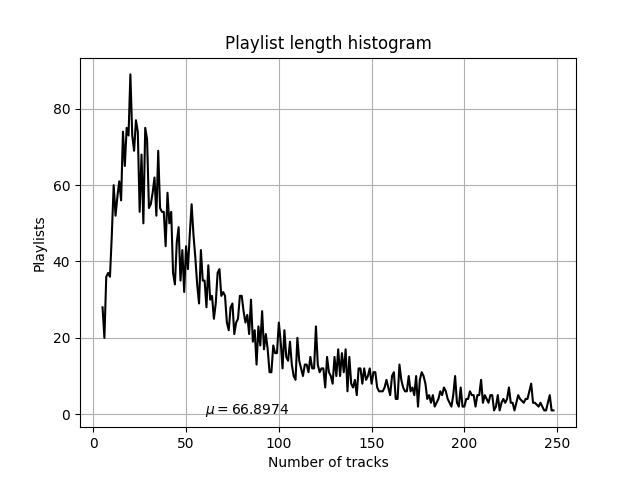 Playlist length histogram
Playlists
80
60
40
20
0
μ = 66.8974
0 50 100 150 200 250
Number of tracks